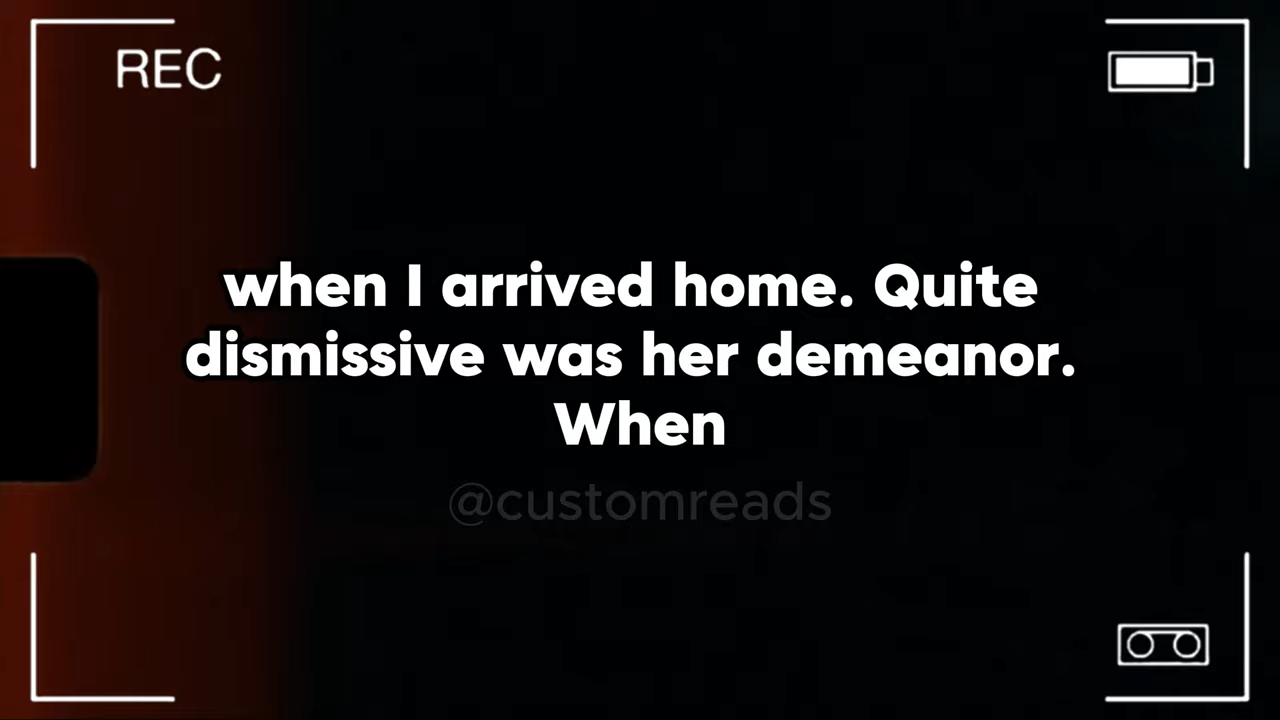 REC
when I arrived home. Quite
dismissive was her demeanor.
When
@customreads